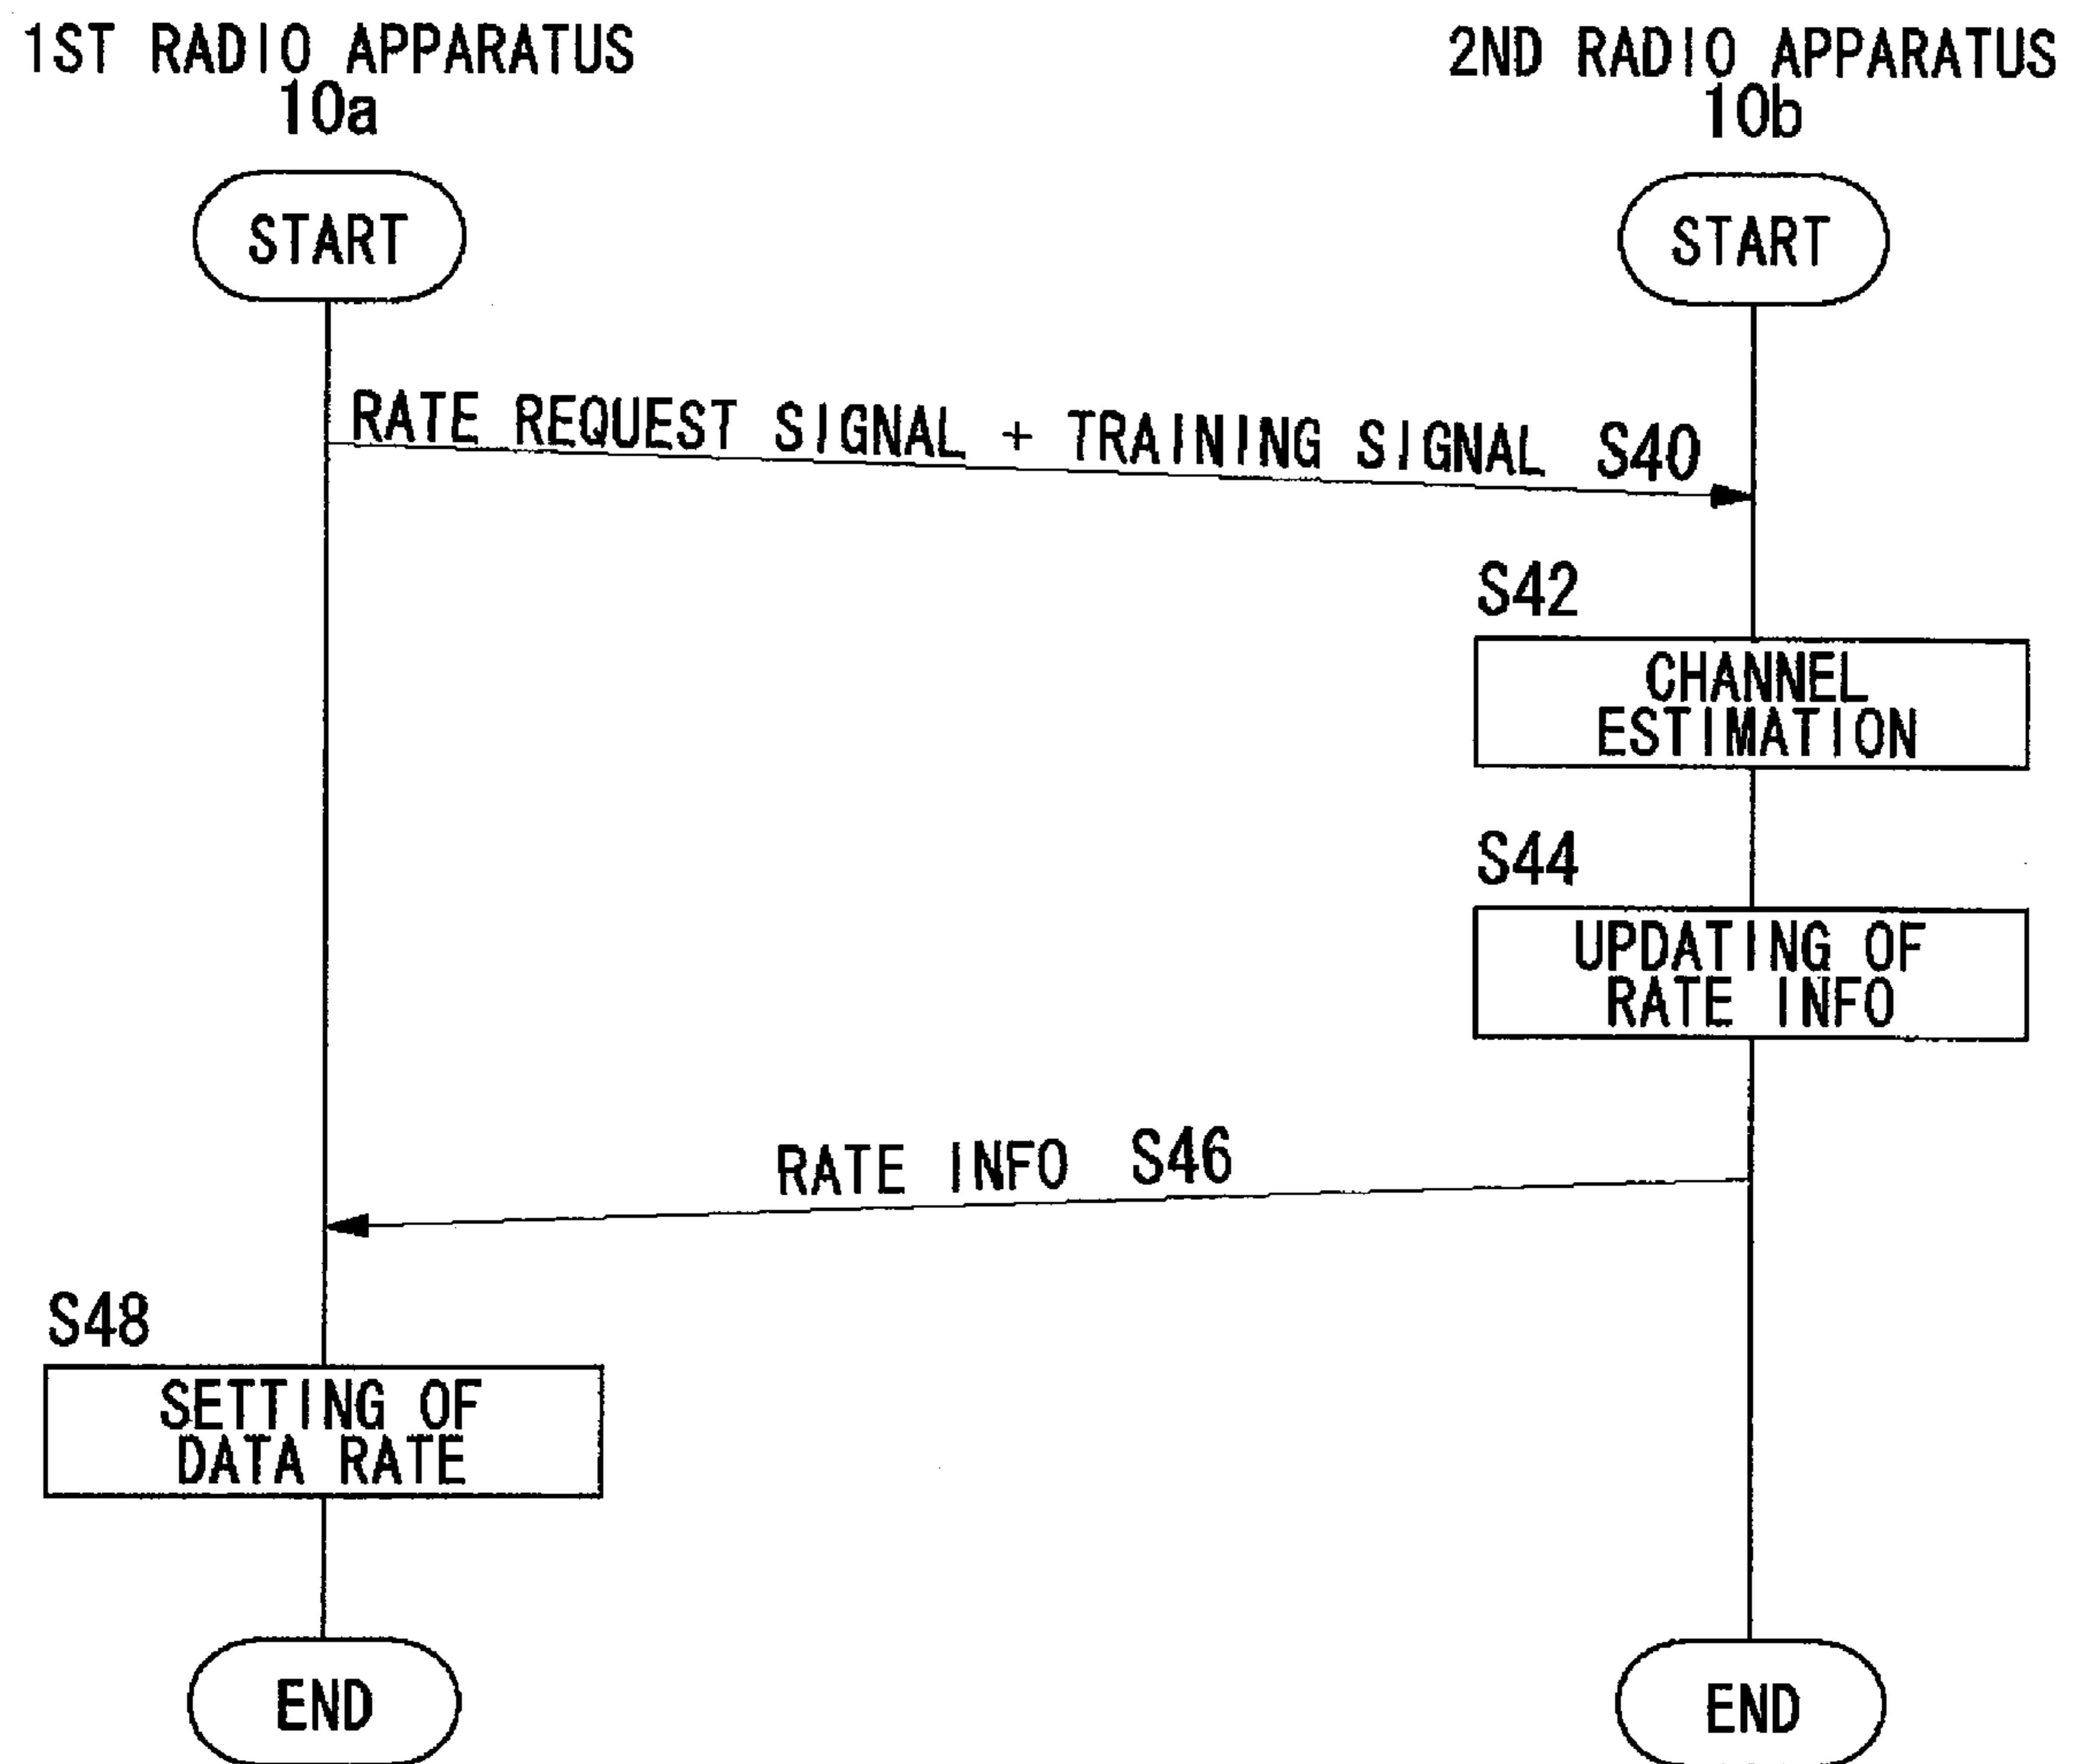 1ST RADIO APPARATUS
10a
2ND RADIO APPARATUS
10b
START
START
RATE REQUEST SIGNAL + TRAINING SIGNAL S40
S42
CHANNEL
ESTIMATION
S44
UPDATING OF
RATE INFO
RATE INFO S46
S48
SETTING OF
DATA RATE
END
END